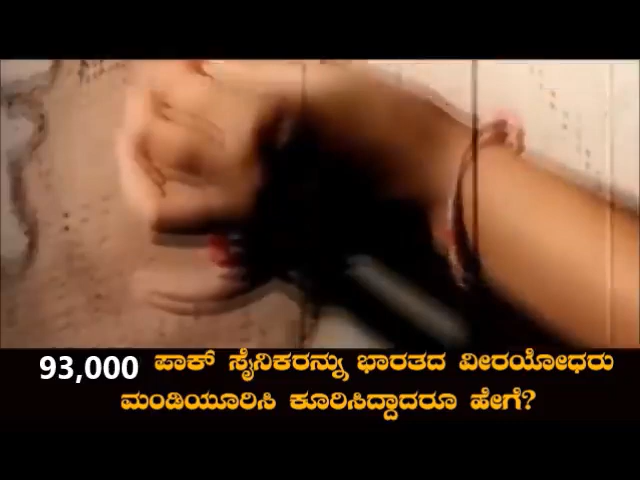 93,000 ಪಾಕ್ ಸೈನಿಕರನ್ನು ಭಾರತದ ವೀರಯೋಧರು
ಮಂಡಿಯೂರಿಸಿ ಕೂರಿಸಿದ್ದಾದರೂ ಹೇಗೆ?